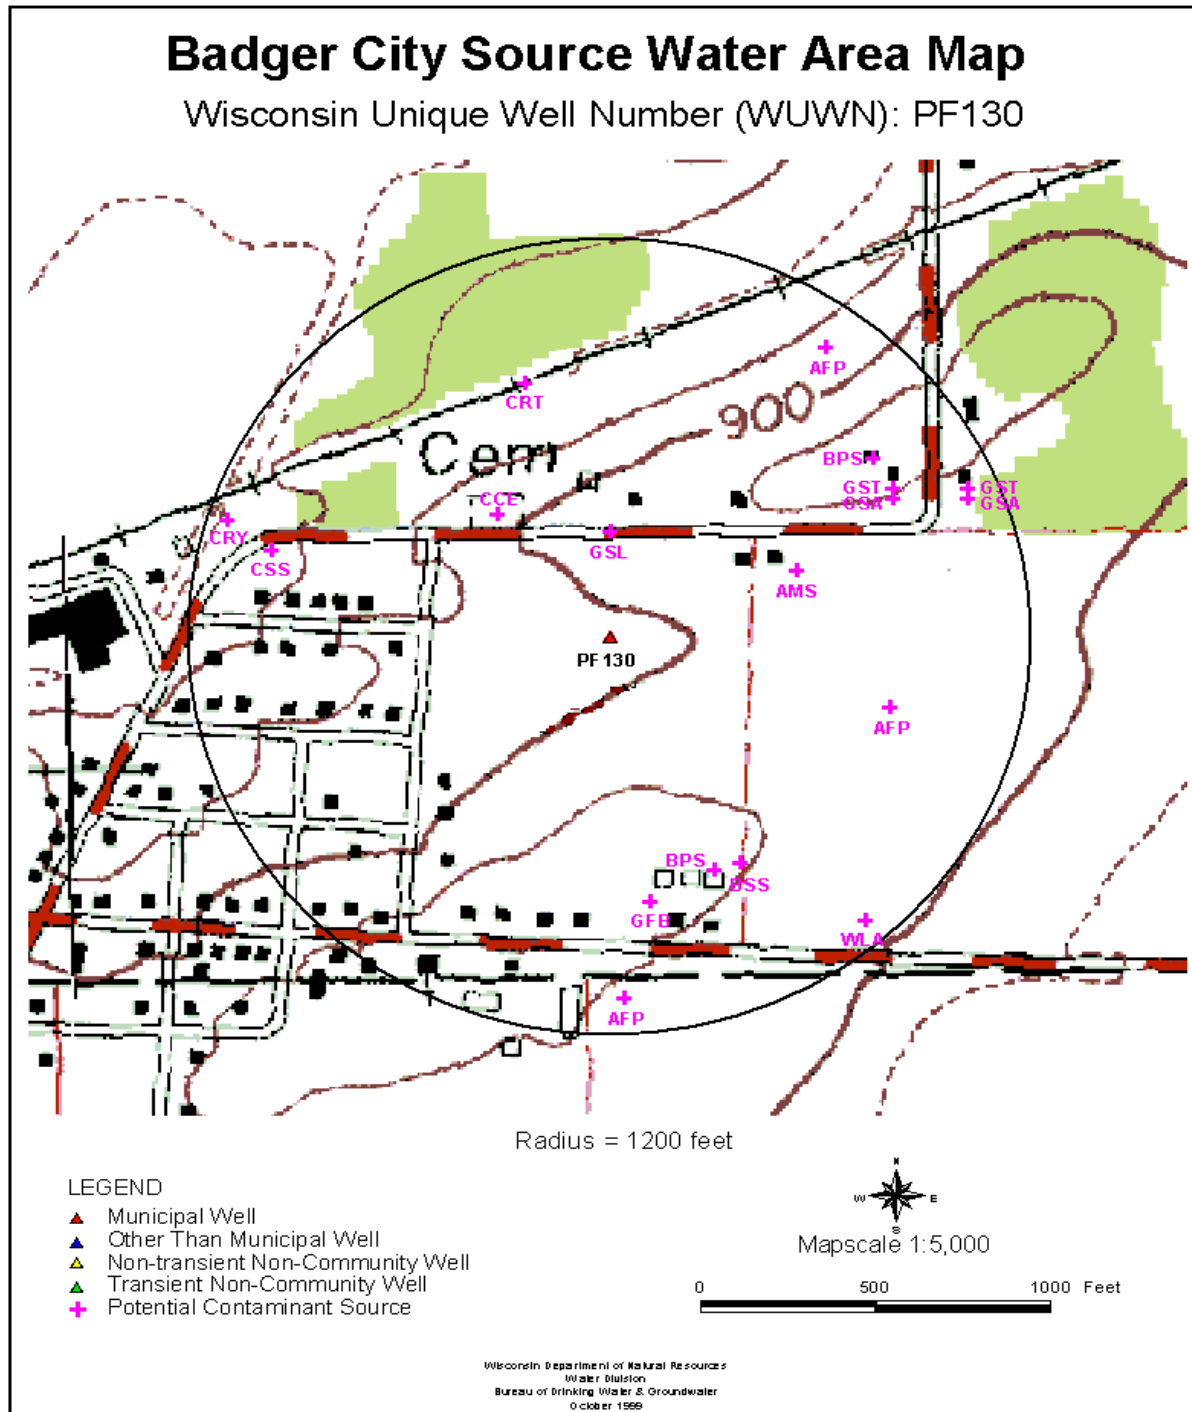 Badger City Source Water Area Map
Wisconsin Unique Well Number (WUWN): PF130
AFP
CRT
900
Cem
BPS
CCE
GST
GSA
GST
GSA
CRY
GSL
CSS
AMS
PF130
AFP
BPS
DSS
GFB
WLA
AFP
Radius = 1200 feet
LEGEND
Municipal Well
Other Than Municipal Well
Non-transient Non-Community Well
Transient Non-Community Well
Potential Contaminant Source
N
W
E
S
Mapscale 1:5,000
0 500 1000 Feet
Wisconsin Department of Natural Resources
Water Division
Bureau of Drinking Water & Groundwater
October 1999